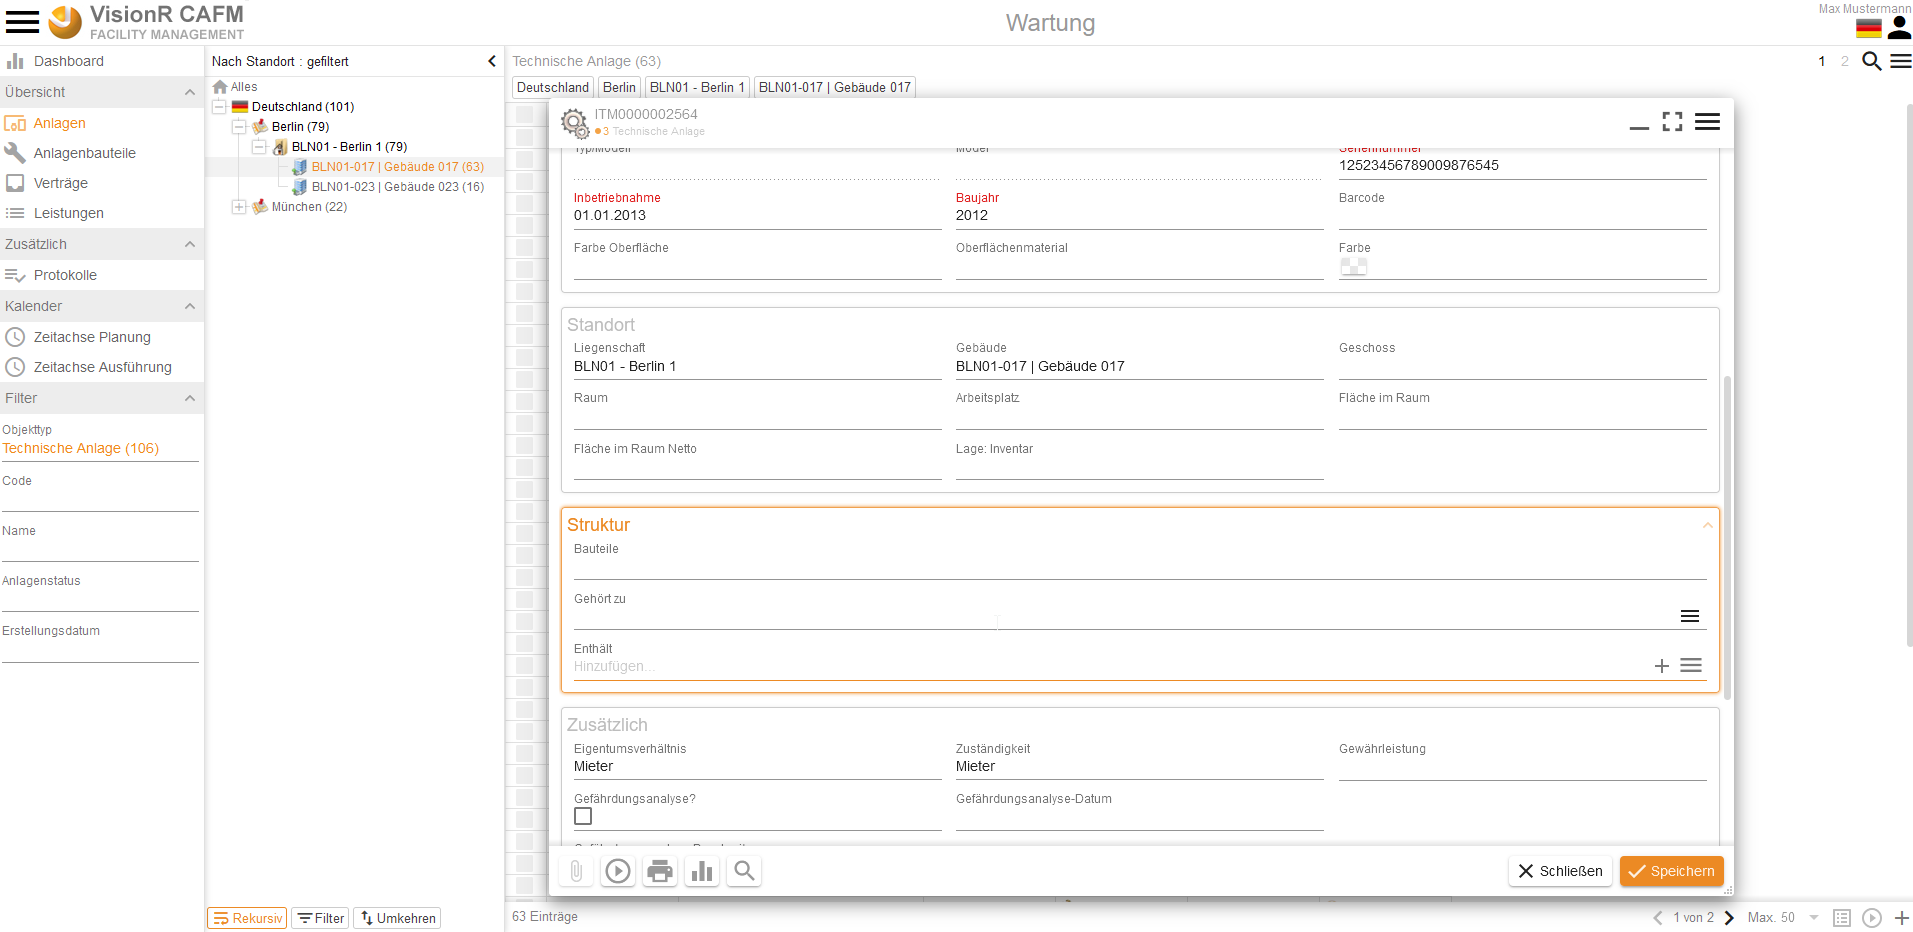 VisionR CAFM
FACILITY MANAGEMENT
Wartung
Max Mustermann
Dashboard
Übersicht
Anlagen
Anlagenbauteile
Verträge
Leistungen
Zusätzlich
Protokolle
Kalender
Zeitachse Planung
Zeitachse Ausführung
Filter
Objekttyp
Technische Anlage (106)
Code
Name
Anlagenstatus
Erstellungsdatum
Nach Standort : gefiltert
Alles
Deutschland (101)
Berlin (79)
BLN01 - Berlin 1 (79)
BLN01-017 | Gebäude 017 (63)
BLN01-023 | Gebäude 023 (16)
München (22)
Rekursiv Filter Umkehren
Technische Anlage (63)
1 2
Deutschland Berlin BLN01 - Berlin 1 BLN01-017 | Gebäude 017
ITM0000002564
3 Technische Anlage
Typ/Modell Model Seriennummer
12523456789009876545
Inbetriebnahme Baujahr Barcode
01.01.2013 2012
Farbe Oberfläche Oberflächenmaterial Farbe
Standort
Liegenschaft Gebäude Geschoss
BLN01 - Berlin 1 BLN01-017 | Gebäude 017
Raum Arbeitsplatz Fläche im Raum
Fläche im Raum Netto Lage: Inventar
Struktur
Bauteile
Gehört zu
Enthält
Hinzufügen...
Zusätzlich
Eigentumsverhältnis Zuständigkeit Gewährleistung
Mieter Mieter
Gefährdungsanalyse? Gefährdungsanalyse-Datum
Schließen Speichern
63 Einträge
1 von 2 Max. 50